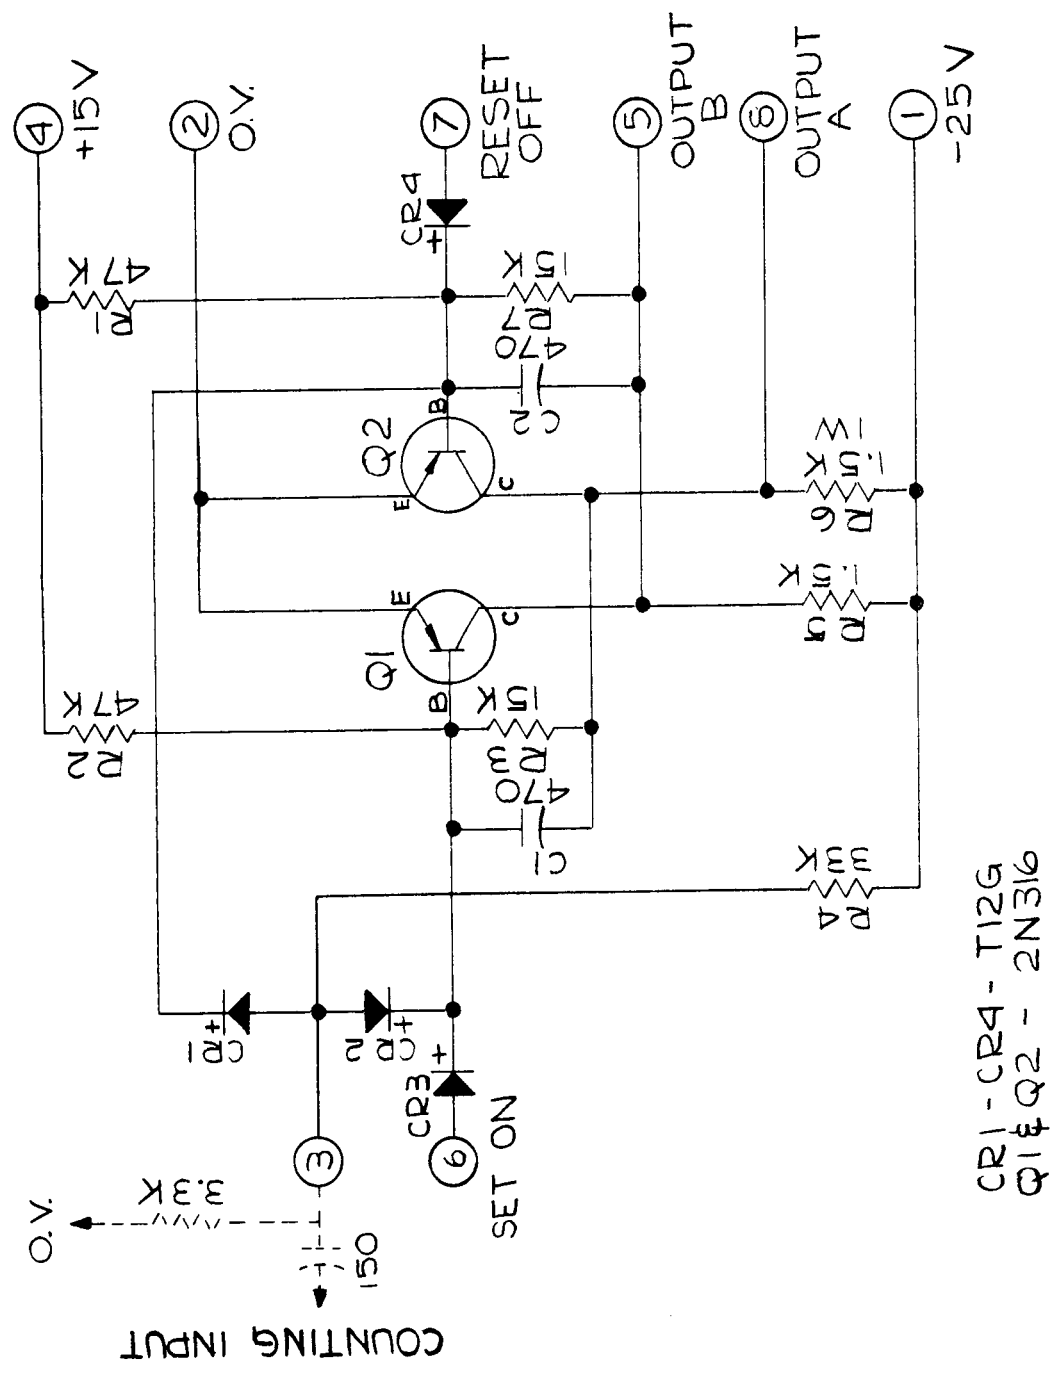 4
+15V
2
O.V.
7
RESET
OFF
5
OUTPUT
B
8
OUTPUT
A
1
-25V
CR4
+
R1
47K
R7
15K
C2
470
Q2
B
E
C
R6
1.5K
1W
Q1
E
C
B
R5
1.5K
R2
47K
R3
15K
C1
470
R4
33K
CR1
+
CR2
+
CR3
+
3
6
SET ON
O.V.
3.3K
150
COUNTING INPUT
CR1-CR4 - T12G
Q1 & Q2 - 2N316